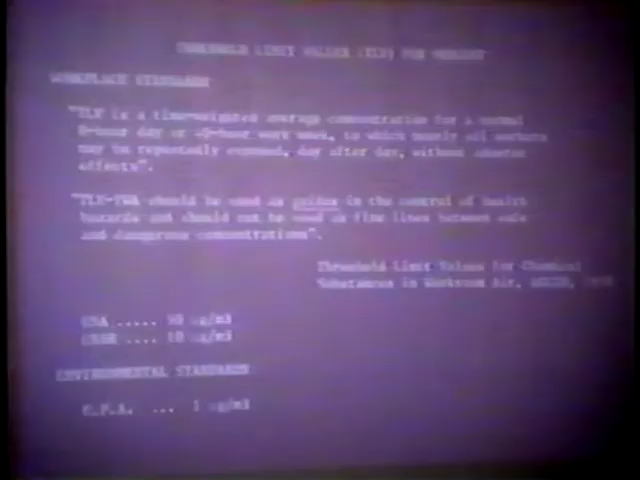 THRESHOLD LIMIT VALUES (TLV) FOR MERCURY
WORKPLACE STANDARDS
"TLV is a time-weighted average concentration for a normal
8-hour day or 40-hour work week, to which nearly all workers
may be repeatedly exposed, day after day, without adverse
effects".
"TLV-TWA should be used as guides in the control of health
hazards and should not be used as fine lines between safe
and dangerous concentrations".
Threshold Limit Values for Chemical
Substances in Workroom Air, ACGIH,
USA ..... 50 ug/m3
USSR .... 10 ug/m3
ENVIRONMENTAL STANDARDS
E.P.A. ... 1 ug/m3